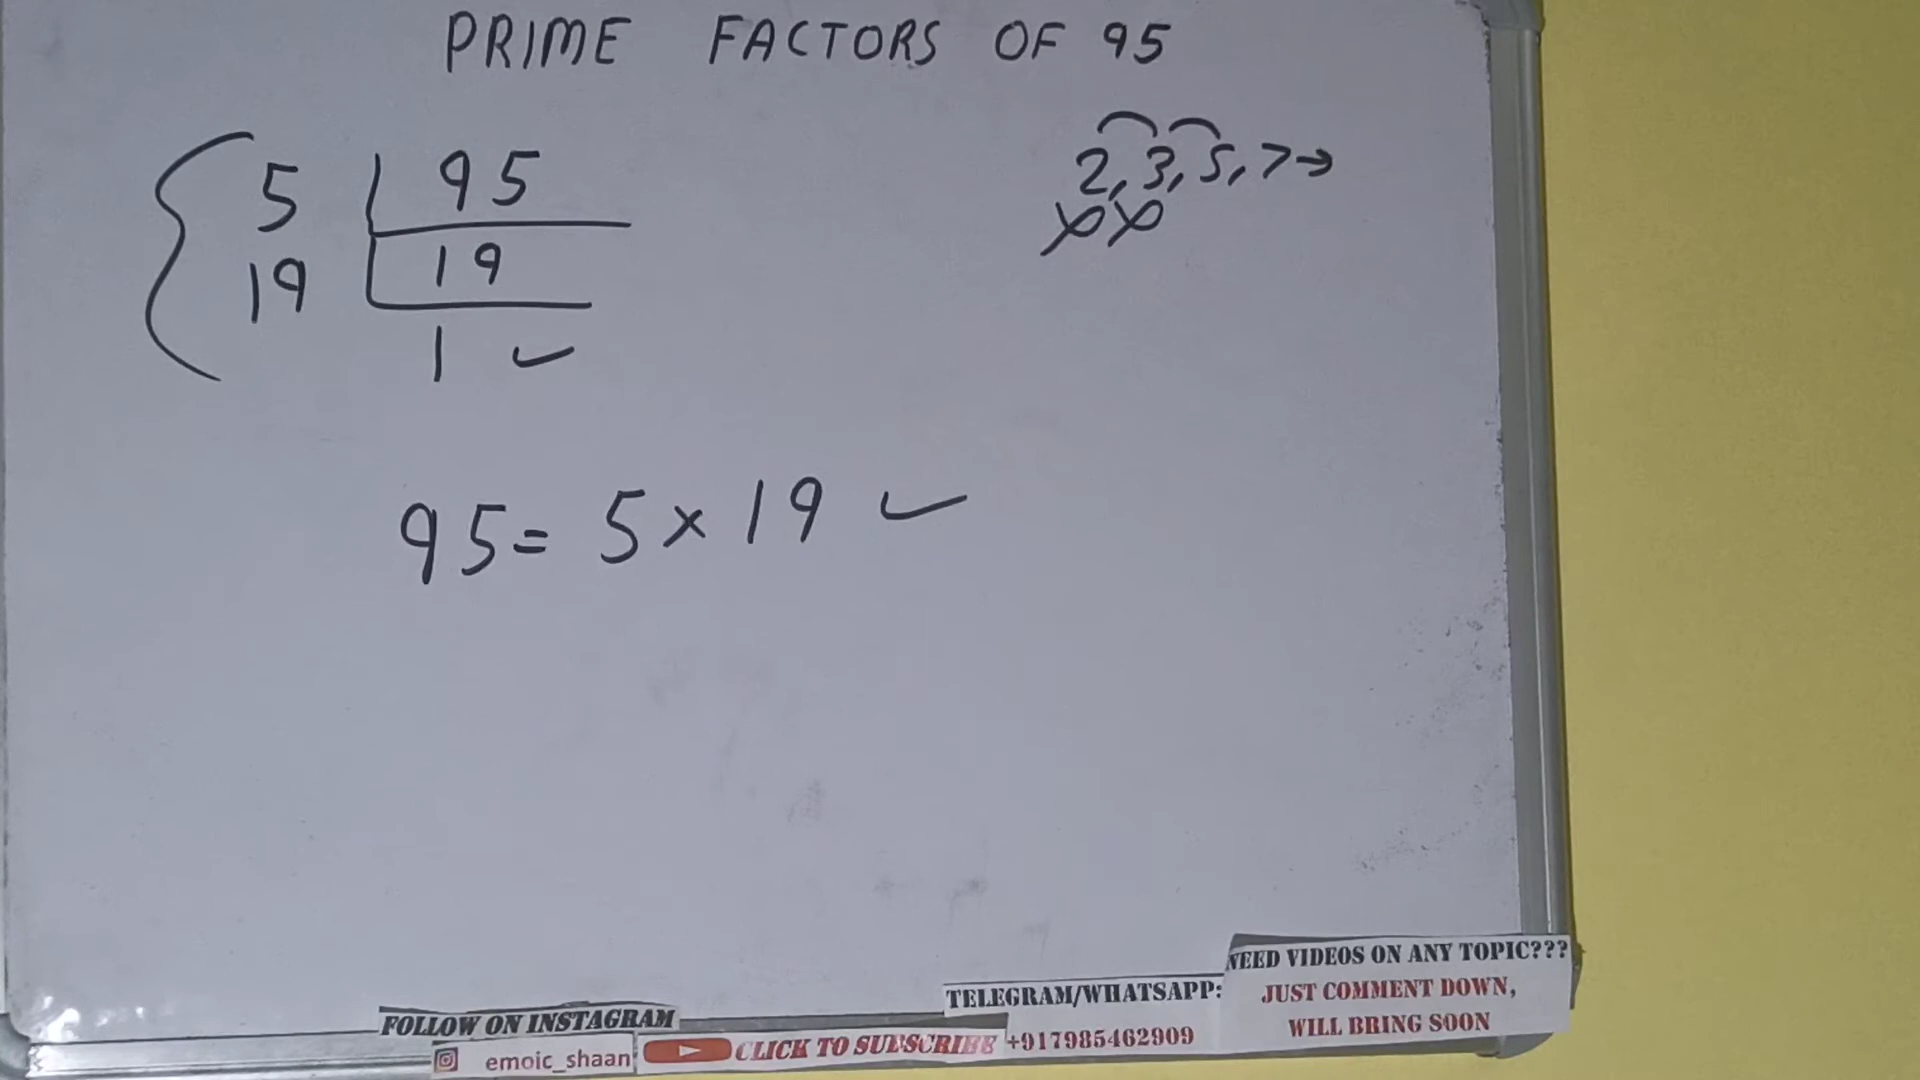 PRIME FACTORS OF 95
5 | 95
19 | 19
1 ✓
2, 3, 5, 7→
95 = 5 × 19 ✓
NEED VIDEOS ON ANY TOPIC???
JUST COMMENT DOWN,
WILL BRING SOON
TELEGRAM/WHATSAPP:
+917985462909
FOLLOW ON INSTAGRAM
emoic_shaan
CLICK TO SUBSCRIBE